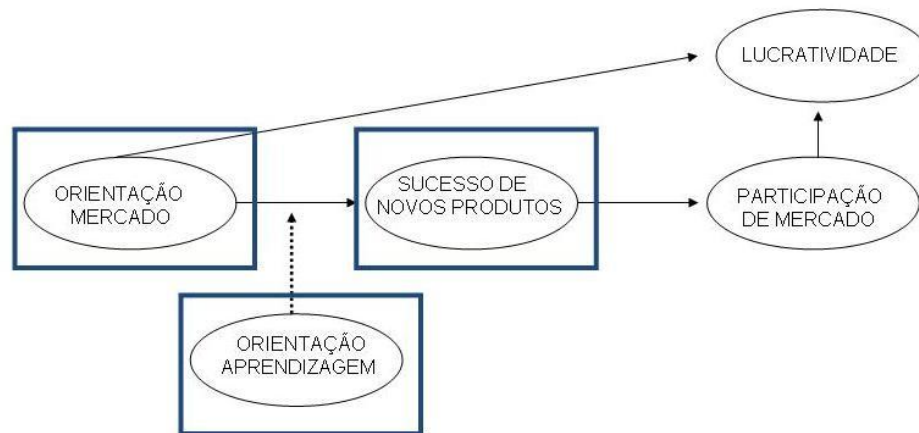 LUCRATIVIDADE
ORIENTAÇÃO
MERCADO
SUCESSO DE
NOVOS PRODUTOS
PARTICIPAÇÃO
DE MERCADO
ORIENTAÇÃO
APRENDIZAGEM